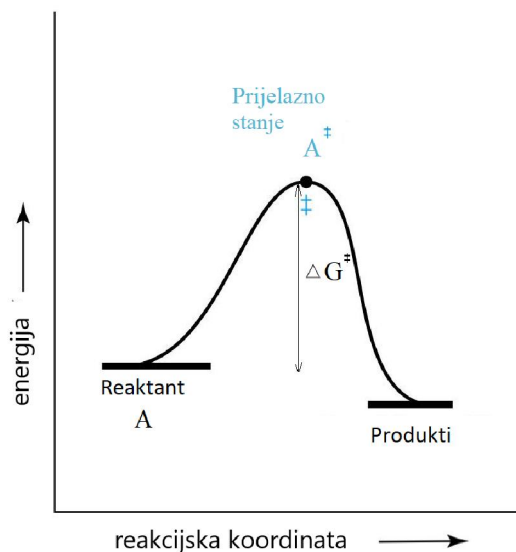 Prijelazno
stanje
A‡
‡
△G‡
energija
Reaktant
A
Produkti
reakcijska koordinata